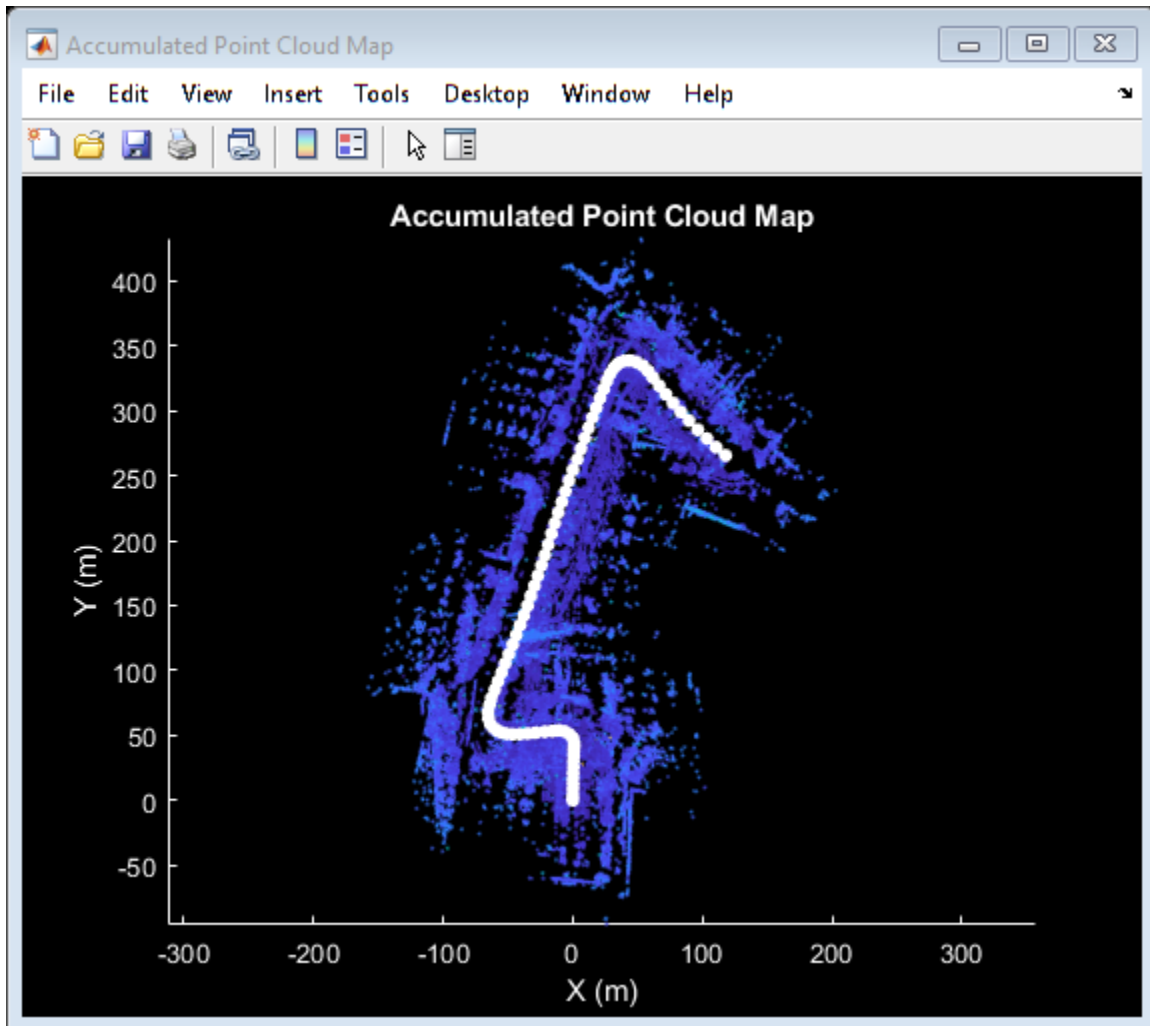 Accumulated Point Cloud Map
File Edit View Insert Tools Desktop Window Help
Accumulated Point Cloud Map
400
350
300
250
200
150
100
50
0
-50
Y (m)
-300 -200 -100 0 100 200 300
X (m)